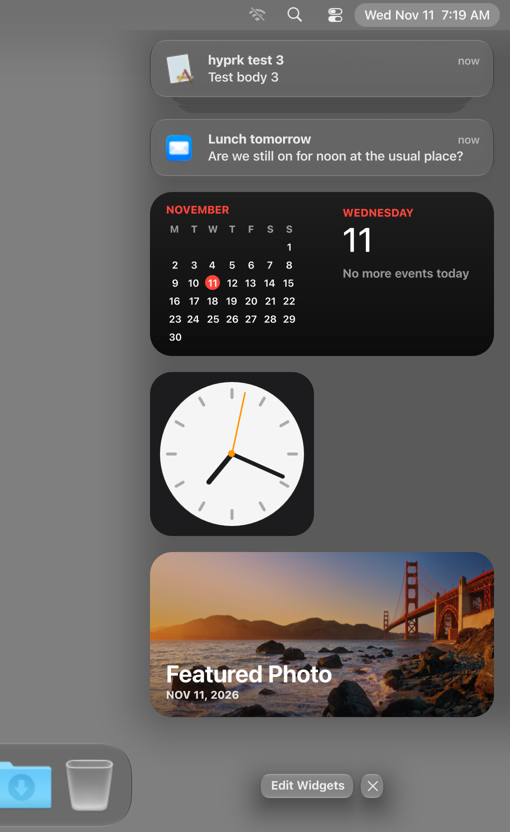 Wed Nov 11 7:19 AM
hyprk test 3
now
Test body 3
Lunch tomorrow
now
Are we still on for noon at the usual place?
NOVEMBER
M T W T F S S
1
2 3 4 5 6 7 8
9 10 11 12 13 14 15
16 17 18 19 20 21 22
23 24 25 26 27 28 29
30
WEDNESDAY
11
No more events today
Featured Photo
NOV 11, 2026
Edit Widgets